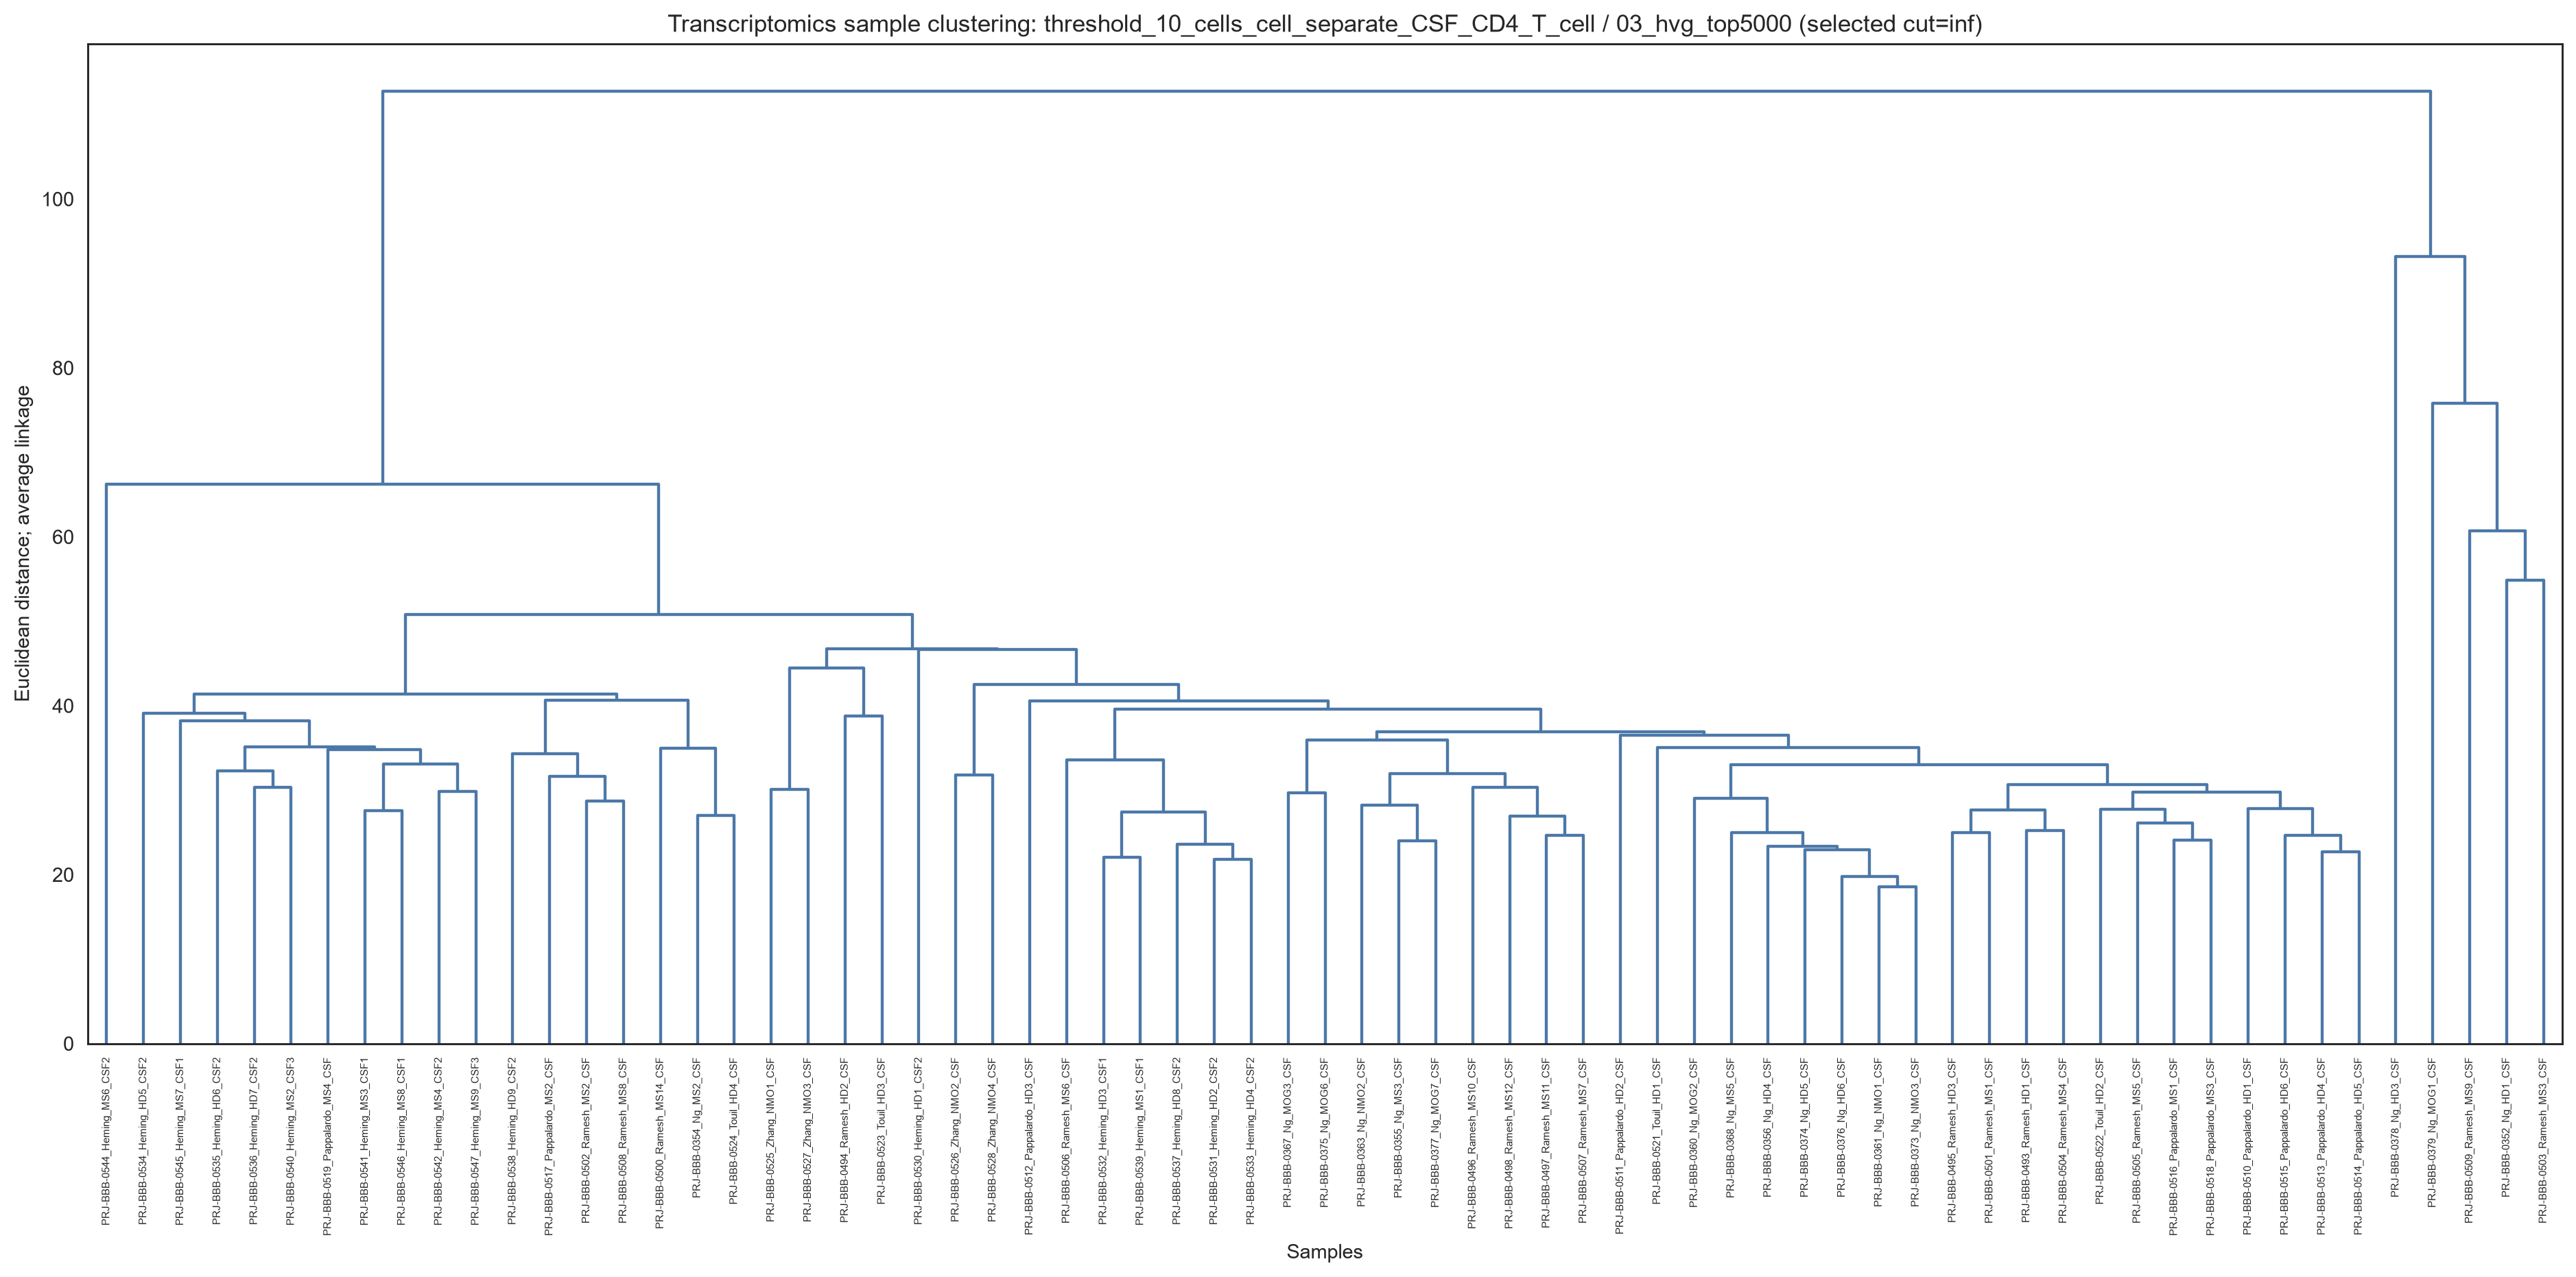 Transcriptomics sample clustering: threshold_10_cells_cell_separate_CSF_CD4_T_cell / 03_hvg_top5000 (selected cut=inf)
Euclidean distance; average linkage
100
80
60
40
20
0
PRJ-BBB-0544_Heming_MS6_CSF2
PRJ-BBB-0534_Heming_HD5_CSF2
PRJ-BBB-0545_Heming_MS7_CSF1
PRJ-BBB-0535_Heming_HD6_CSF2
PRJ-BBB-0536_Heming_HD7_CSF2
PRJ-BBB-0540_Heming_MS2_CSF3
PRJ-BBB-0519_Pappalardo_MS4_CSF
PRJ-BBB-0541_Heming_MS3_CSF1
PRJ-BBB-0546_Heming_MS8_CSF1
PRJ-BBB-0542_Heming_MS4_CSF2
PRJ-BBB-0547_Heming_MS9_CSF3
PRJ-BBB-0538_Heming_HD9_CSF2
PRJ-BBB-0517_Pappalardo_MS2_CSF
PRJ-BBB-0502_Ramesh_MS2_CSF
PRJ-BBB-0508_Ramesh_MS8_CSF
PRJ-BBB-0500_Ramesh_MS14_CSF
PRJ-BBB-0354_Ng_MS2_CSF
PRJ-BBB-0524_Touil_HD4_CSF
PRJ-BBB-0525_Zhang_NMO1_CSF
PRJ-BBB-0527_Zhang_NMO3_CSF
PRJ-BBB-0494_Ramesh_HD2_CSF
PRJ-BBB-0523_Touil_HD3_CSF
PRJ-BBB-0530_Heming_HD1_CSF2
PRJ-BBB-0526_Zhang_NMO2_CSF
PRJ-BBB-0528_Zhang_NMO4_CSF
PRJ-BBB-0512_Pappalardo_HD3_CSF
PRJ-BBB-0506_Ramesh_MS6_CSF
PRJ-BBB-0532_Heming_HD3_CSF1
PRJ-BBB-0539_Heming_MS1_CSF1
PRJ-BBB-0537_Heming_HD8_CSF2
PRJ-BBB-0531_Heming_HD2_CSF2
PRJ-BBB-0533_Heming_HD4_CSF2
PRJ-BBB-0367_Ng_MOG3_CSF
PRJ-BBB-0375_Ng_MOG6_CSF
PRJ-BBB-0363_Ng_NMO2_CSF
PRJ-BBB-0355_Ng_MS3_CSF
PRJ-BBB-0377_Ng_MOG7_CSF
PRJ-BBB-0496_Ramesh_MS10_CSF
PRJ-BBB-0498_Ramesh_MS12_CSF
PRJ-BBB-0497_Ramesh_MS11_CSF
PRJ-BBB-0507_Ramesh_MS7_CSF
PRJ-BBB-0511_Pappalardo_HD2_CSF
PRJ-BBB-0521_Touil_HD1_CSF
PRJ-BBB-0360_Ng_MOG2_CSF
PRJ-BBB-0368_Ng_MS5_CSF
PRJ-BBB-0356_Ng_HD4_CSF
PRJ-BBB-0374_Ng_HD5_CSF
PRJ-BBB-0376_Ng_HD6_CSF
PRJ-BBB-0361_Ng_NMO1_CSF
PRJ-BBB-0373_Ng_NMO3_CSF
PRJ-BBB-0495_Ramesh_HD3_CSF
PRJ-BBB-0501_Ramesh_MS1_CSF
PRJ-BBB-0493_Ramesh_HD1_CSF
PRJ-BBB-0504_Ramesh_MS4_CSF
PRJ-BBB-0522_Touil_HD2_CSF
PRJ-BBB-0505_Ramesh_MS5_CSF
PRJ-BBB-0516_Pappalardo_MS1_CSF
PRJ-BBB-0518_Pappalardo_MS3_CSF
PRJ-BBB-0510_Pappalardo_HD1_CSF
PRJ-BBB-0515_Pappalardo_HD6_CSF
PRJ-BBB-0513_Pappalardo_HD4_CSF
PRJ-BBB-0514_Pappalardo_HD5_CSF
PRJ-BBB-0378_Ng_HD3_CSF
PRJ-BBB-0379_Ng_MOG1_CSF
PRJ-BBB-0509_Ramesh_MS9_CSF
PRJ-BBB-0352_Ng_HD1_CSF
PRJ-BBB-0503_Ramesh_MS3_CSF
Samples